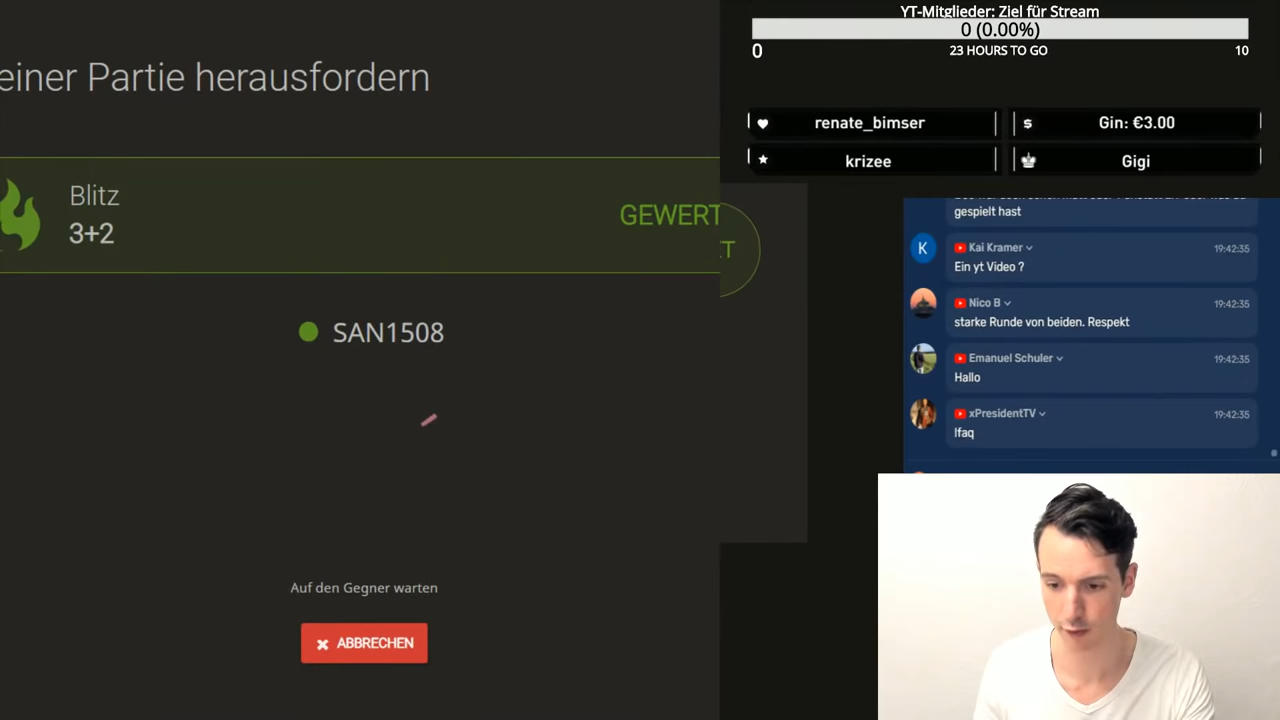 YT-Mitglieder: Ziel für Stream
0 (0.00%)
0 23 HOURS TO GO 10
einer Partie herausfordern
renate_bimser
Gin: €3.00
krizee
Gigi
Blitz
3+2
GEWERT
ET
SAN1508
Auf den Gegner warten
ABBRECHEN
gespielt hast
K Kai Kramer 19:42:35
Ein yt Video ?
Nico B 19:42:35
starke Runde von beiden. Respekt
Emanuel Schuler 19:42:35
Hallo
xPresidentTV 19:42:35
!faq